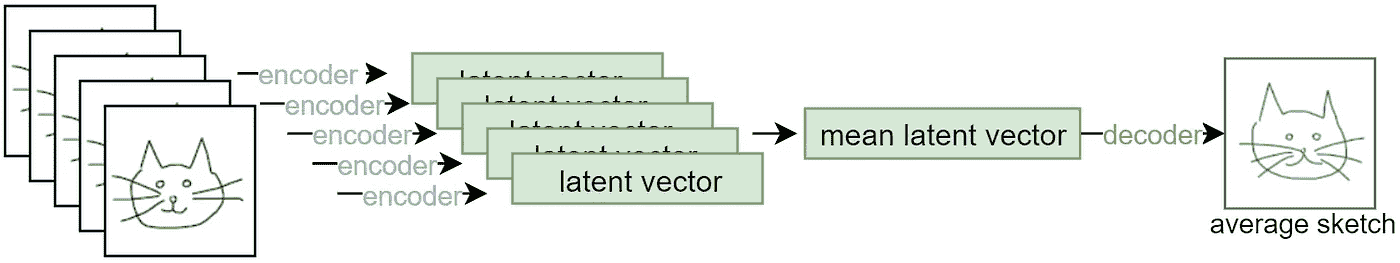 encoder
encoder
encoder
encoder
encoder
latent vector
latent vector
latent vector
latent vector
latent vector
mean latent vector
decoder
average sketch